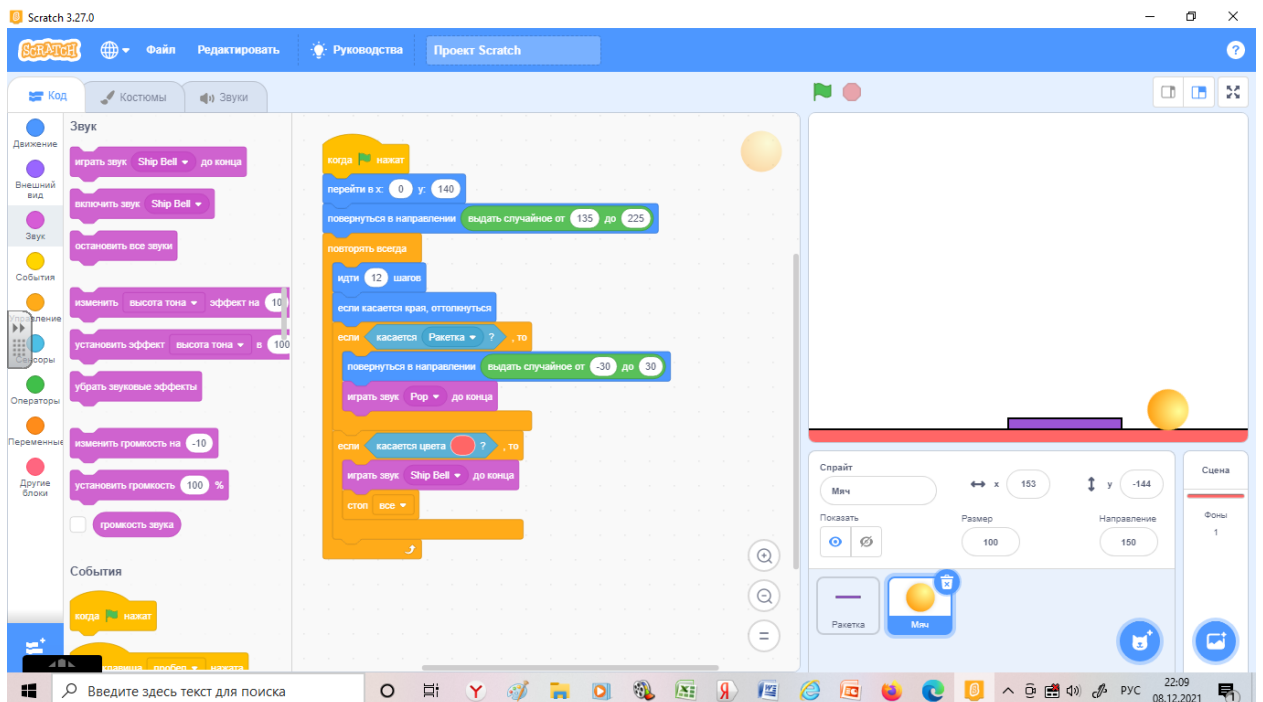 Scratch 3.27.0
SCRATCH Файл Редактировать Руководства Проект Scratch ?
Код Костюмы Звуки
Движение
Внешний вид
Звук
События
Управление
Сенсоры
Операторы
Переменные
Другие блоки
Звук
играть звук Ship Bell до конца
включить звук Ship Bell
остановить все звуки
изменить высота тона эффект на 10
установить эффект высота тона в 100
убрать звуковые эффекты
изменить громкость на -10
установить громкость 100 %
громкость звука
События
когда нажат
пробел нажата
когда нажат
перейти в x: 0 y: 140
повернуться в направлении выдать случайное от 135 до 225
повторять всегда
идти 12 шагов
если касается края, оттолкнуться
если касается Ракетка ? , то
повернуться в направлении выдать случайное от -30 до 30
играть звук Pop до конца
если касается цвета ? , то
играть звук Ship Bell до конца
стоп все
Спрайт
Мяч x 153 y -144
Показать Размер Направление
100 150
Ракетка Мяч
Сцена
Фоны
1
Введите здесь текст для поиска
РУС
22:09
08.12.2021